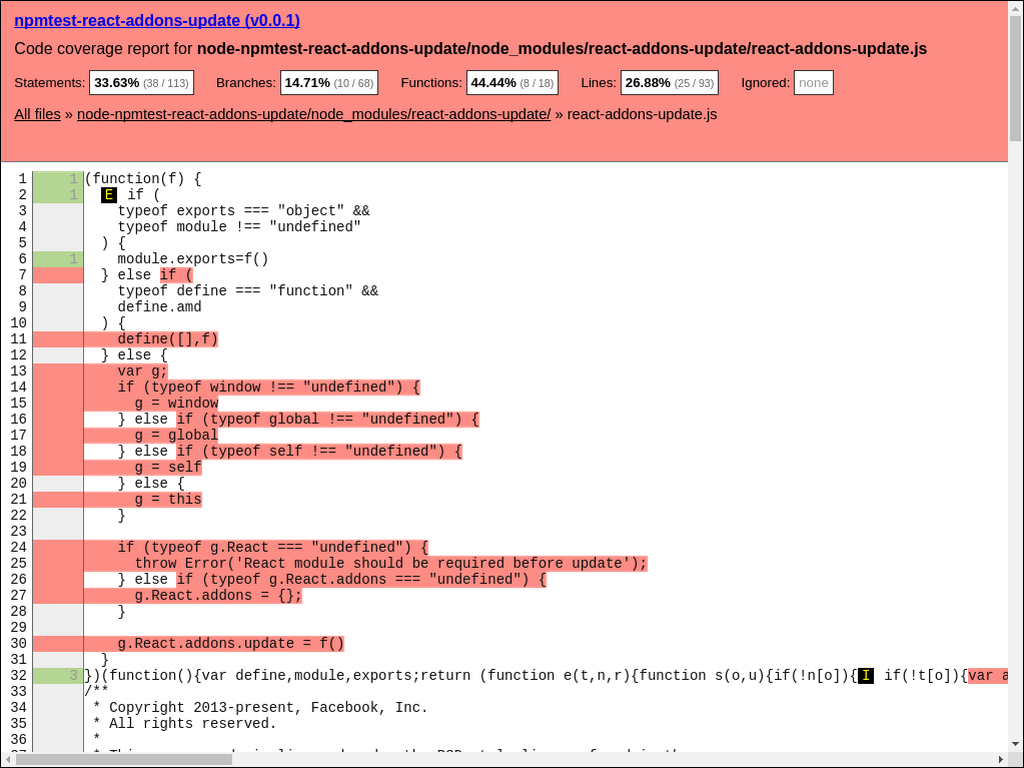 npmtest-react-addons-update (v0.0.1)
Code coverage report for node-npmtest-react-addons-update/node_modules/react-addons-update/react-addons-update.js
Statements: 33.63% (38 / 113) Branches: 14.71% (10 / 68) Functions: 44.44% (8 / 18) Lines: 26.88% (25 / 93) Ignored: none
All files » node-npmtest-react-addons-update/node_modules/react-addons-update/ » react-addons-update.js
1 1 (function(f) {
2 1 E if (
3 typeof exports === "object" &&
4 typeof module !== "undefined"
5 ) {
6 1 module.exports=f()
7 } else if (
8 typeof define === "function" &&
9 define.amd
10 ) {
11 define([],f)
12 } else {
13 var g;
14 if (typeof window !== "undefined") {
15 g = window
16 } else if (typeof global !== "undefined") {
17 g = global
18 } else if (typeof self !== "undefined") {
19 g = self
20 } else {
21 g = this
22 }
23
24 if (typeof g.React === "undefined") {
25 throw Error('React module should be required before update');
26 } else if (typeof g.React.addons === "undefined") {
27 g.React.addons = {};
28 }
29
30 g.React.addons.update = f()
31 }
32 3 })(function(){var define,module,exports;return (function e(t,n,r){function s(o,u){if(!n[o]){I if(!t[o]){var a
33 /**
34 * Copyright 2013-present, Facebook, Inc.
35 * All rights reserved.
36 *